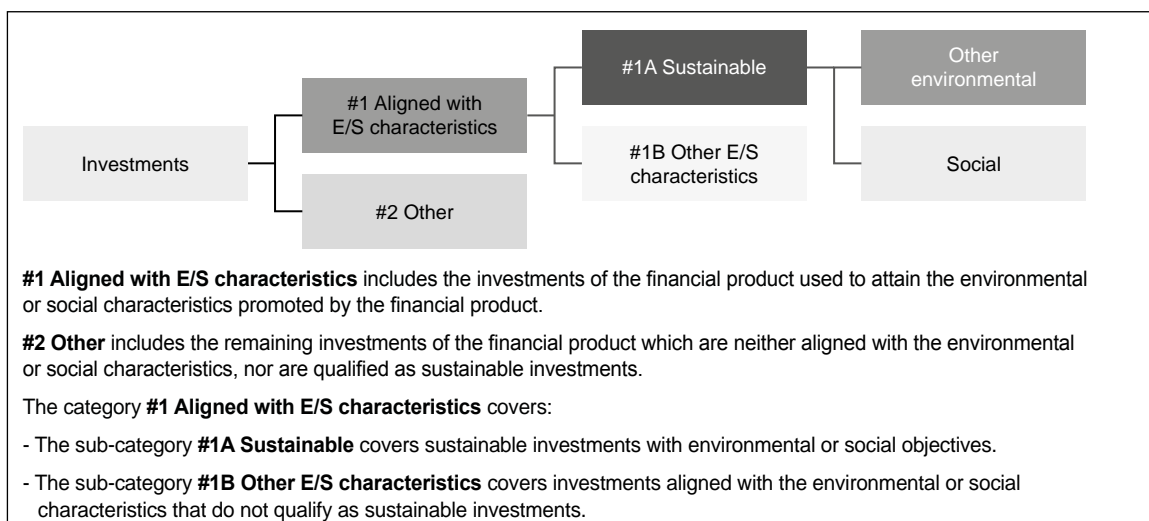 Investments
#1 Aligned with
E/S characteristics
#2 Other
#1A Sustainable
#1B Other E/S
characteristics
Other
environmental
Social
#1 Aligned with E/S characteristics includes the investments of the financial product used to attain the environmental
or social characteristics promoted by the financial product.
#2 Other includes the remaining investments of the financial product which are neither aligned with the environmental
or social characteristics, nor are qualified as sustainable investments.
The category #1 Aligned with E/S characteristics covers:
- The sub-category #1A Sustainable covers sustainable investments with environmental or social objectives.
- The sub-category #1B Other E/S characteristics covers investments aligned with the environmental or social
characteristics that do not qualify as sustainable investments.